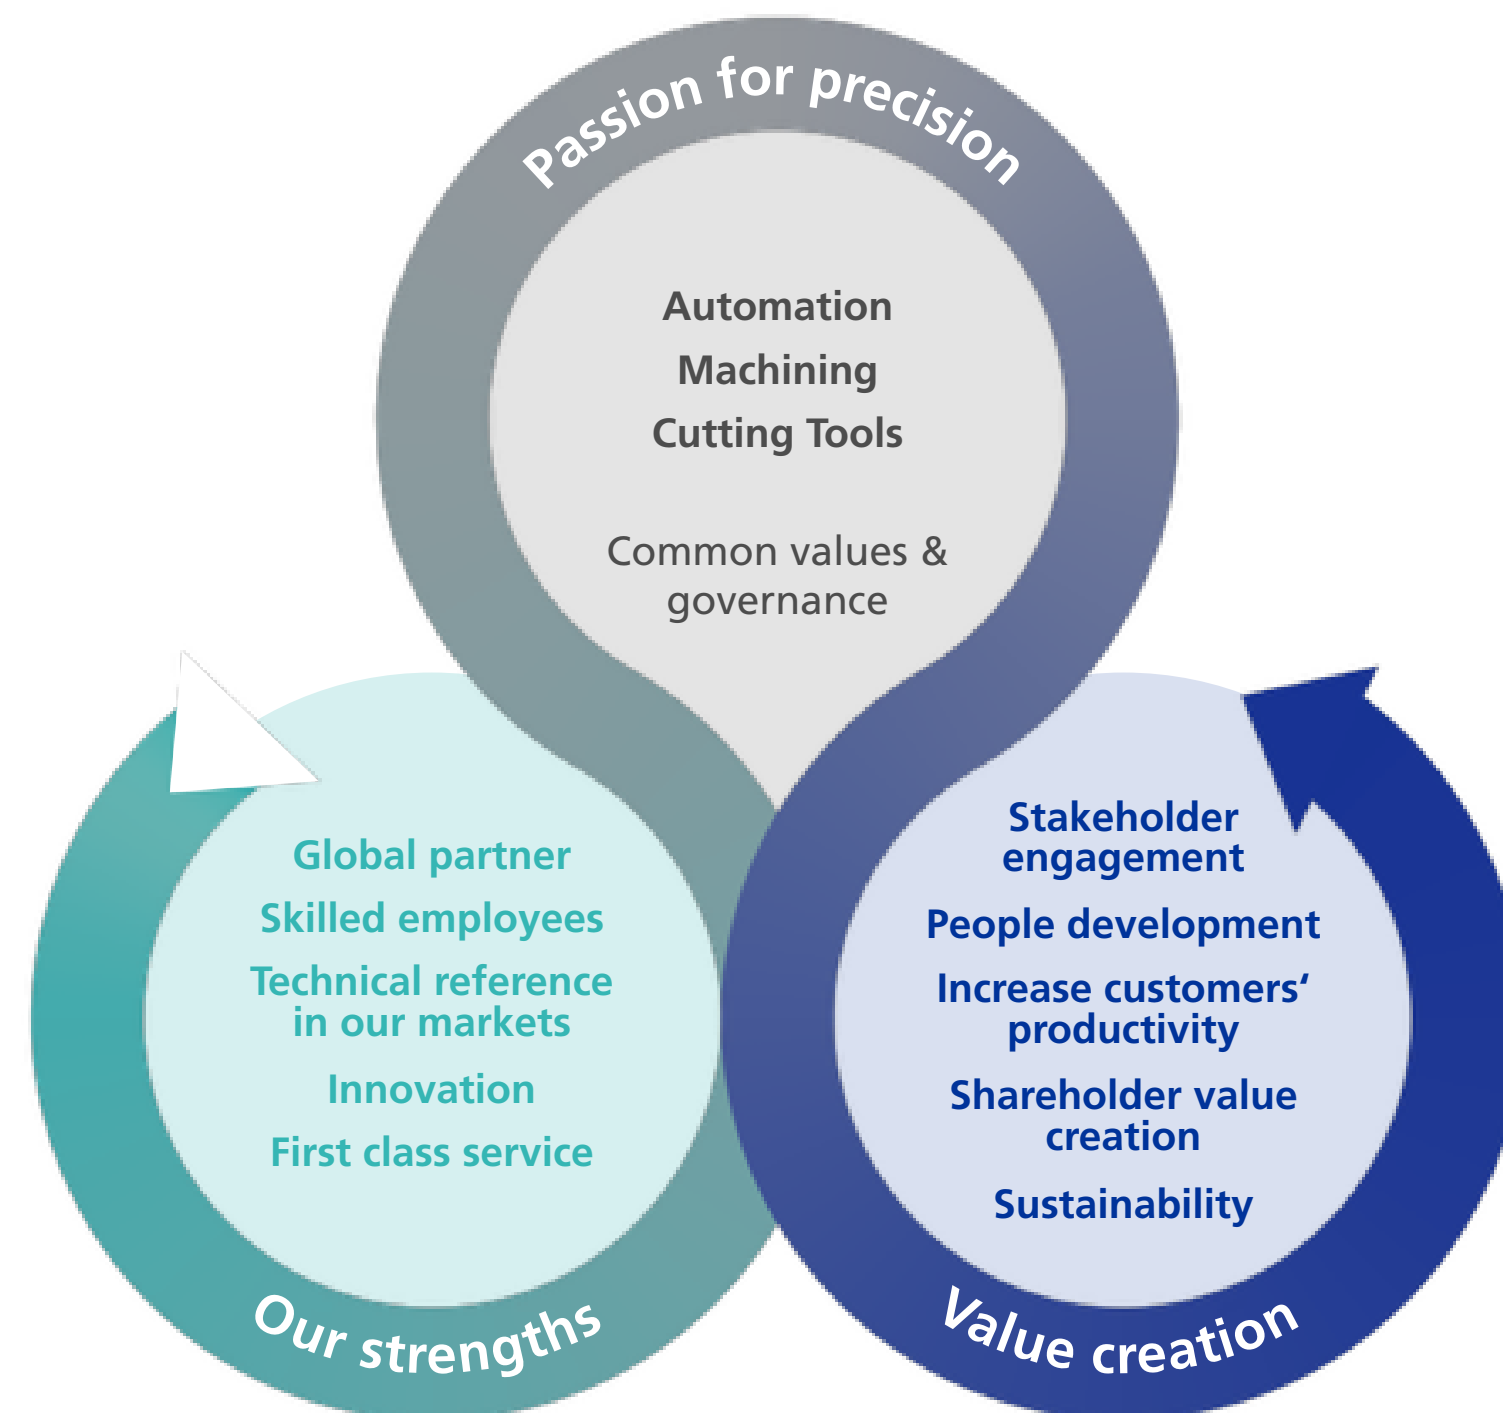 Passion for precision
Automation
Machining
Cutting Tools
Common values &
governance
Global partner
Skilled employees
Technical reference
in our markets
Innovation
First class service
Our strengths
Stakeholder
engagement
People development
Increase customers‘
productivity
Shareholder value
creation
Sustainability
Value creation